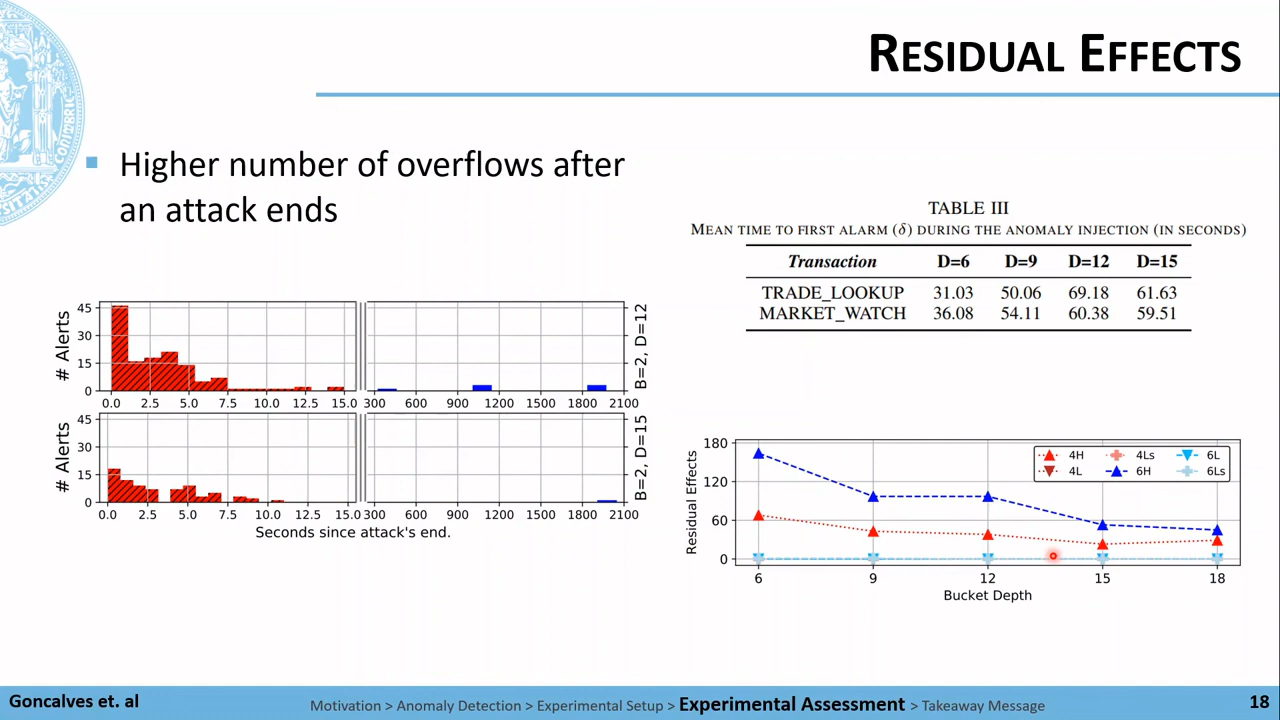 RESIDUAL EFFECTS
Higher number of overflows after
an attack ends
TABLE III
MEAN TIME TO FIRST ALARM (δ) DURING THE ANOMALY INJECTION (IN SECONDS)
Transaction D=6 D=9 D=12 D=15
TRADE_LOOKUP 31.03 50.06 69.18 61.63
MARKET_WATCH 36.08 54.11 60.38 59.51
# Alerts
45
30
15
0
0.0 2.5 5.0 7.5 10.0 12.5 15.0 300 600 900 1200 1500 1800 2100
B=2, D=12
# Alerts
45
30
15
0
0.0 2.5 5.0 7.5 10.0 12.5 15.0 300 600 900 1200 1500 1800 2100
B=2, D=15
Seconds since attack's end.
Residual Effects
180
120
60
0
4H 4Ls 6L
4L 6H 6Ls
6 9 12 15 18
Bucket Depth
Goncalves et. al
Motivation > Anomaly Detection > Experimental Setup > Experimental Assessment > Takeaway Message
18